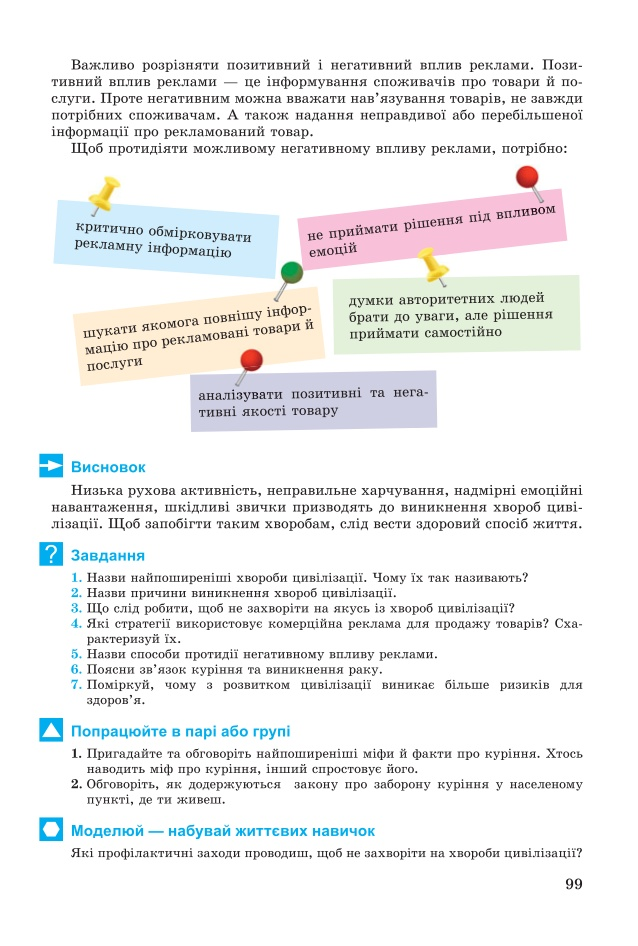 Важливо розрізняти позитивний і негативний вплив реклами. Пози-
тивний вплив реклами — це інформування споживачів про товари й по-
слуги. Проте негативним можна вважати нав’язування товарів, не завжди
потрібних споживачам. А також надання неправдивої або перебільшеної
інформації про рекламований товар.
Щоб протидіяти можливому негативному впливу реклами, потрібно:
критично обмірковувати
рекламну інформацію
не приймати рішення під впливом
емоцій
шукати якомога повнішу інфор-
мацію про рекламовані товари й
послуги
думки авторитетних людей
брати до уваги, але рішення
приймати самостійно
аналізувати позитивні та нега-
тивні якості товару
Висновок
Низька рухова активність, неправильне харчування, надмірні емоційні
навантаження, шкідливі звички призводять до виникнення хвороб циві-
лізації. Щоб запобігти таким хворобам, слід вести здоровий спосіб життя.
? Завдання
1. Назви найпоширеніші хвороби цивілізації. Чому їх так називають?
2. Назви причини виникнення хвороб цивілізації.
3. Що слід робити, щоб не захворіти на якусь із хвороб цивілізації?
4. Які стратегії використовує комерційна реклама для продажу товарів? Сха-
рактеризуй їх.
5. Назви способи протидії негативному впливу реклами.
6. Поясни зв’язок куріння та виникнення раку.
7. Поміркуй, чому з розвитком цивілізації виникає більше ризиків для
здоров’я.
Попрацюйте в парі або групі
1. Пригадайте та обговоріть найпоширеніші міфи й факти про куріння. Хтось
наводить міф про куріння, інший спростовує його.
2. Обговоріть, як додержуються закону про заборону куріння у населеному
пункті, де ти живеш.
Моделюй — набувай життєвих навичок
Які профілактичні заходи проводиш, щоб не захворіти на хвороби цивілізації?
99